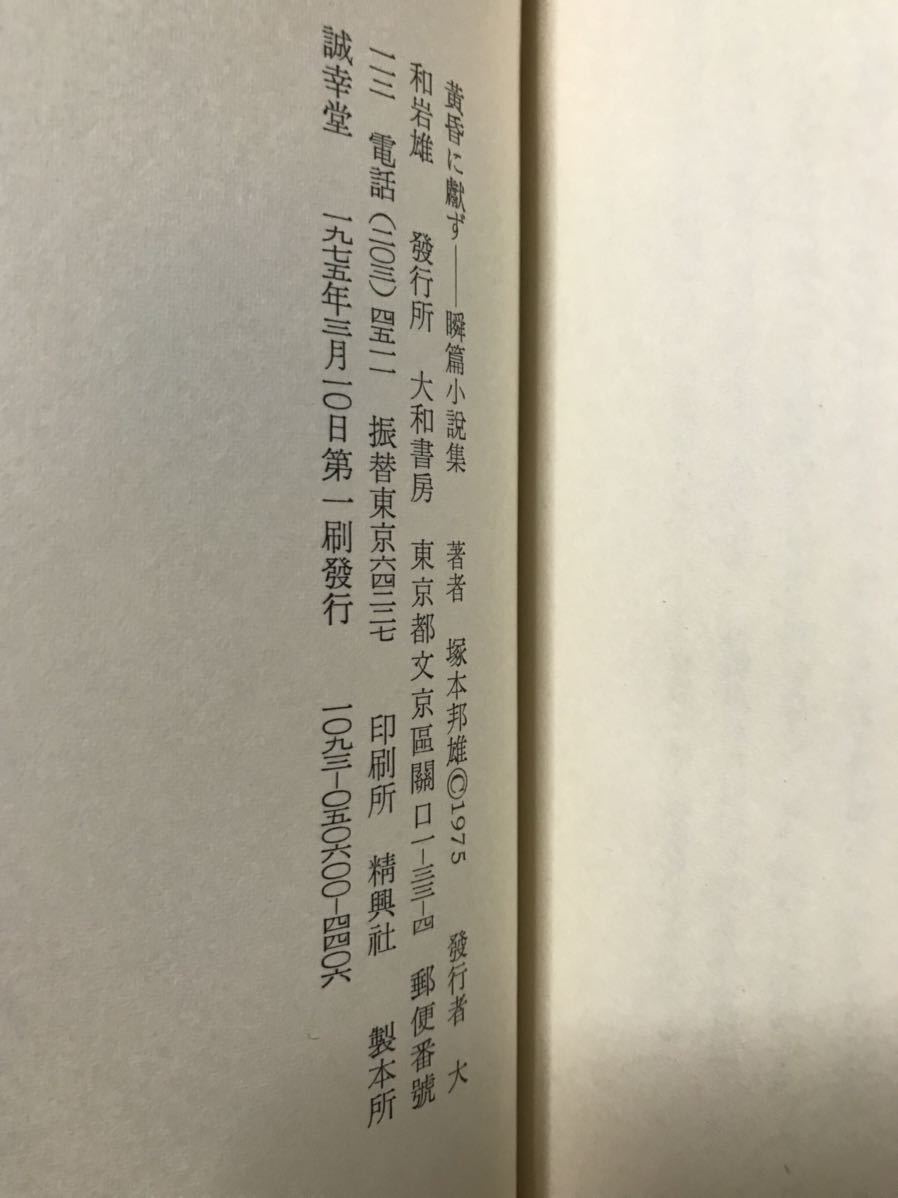 黃昏に獻ず――瞬篇小說集　著者　塚本邦雄©1975　發行者　大
和岩雄　發行所　大和書房　東京都文京區關口一–三三–四　郵便番號
一一二　電話（二〇三）四五一一　振替東京六四二二七　印刷所　精興社　製本所
誠幸堂　一九七五年三月一〇日第一刷發行　一〇九三–〇五〇六〇〇–四四〇六